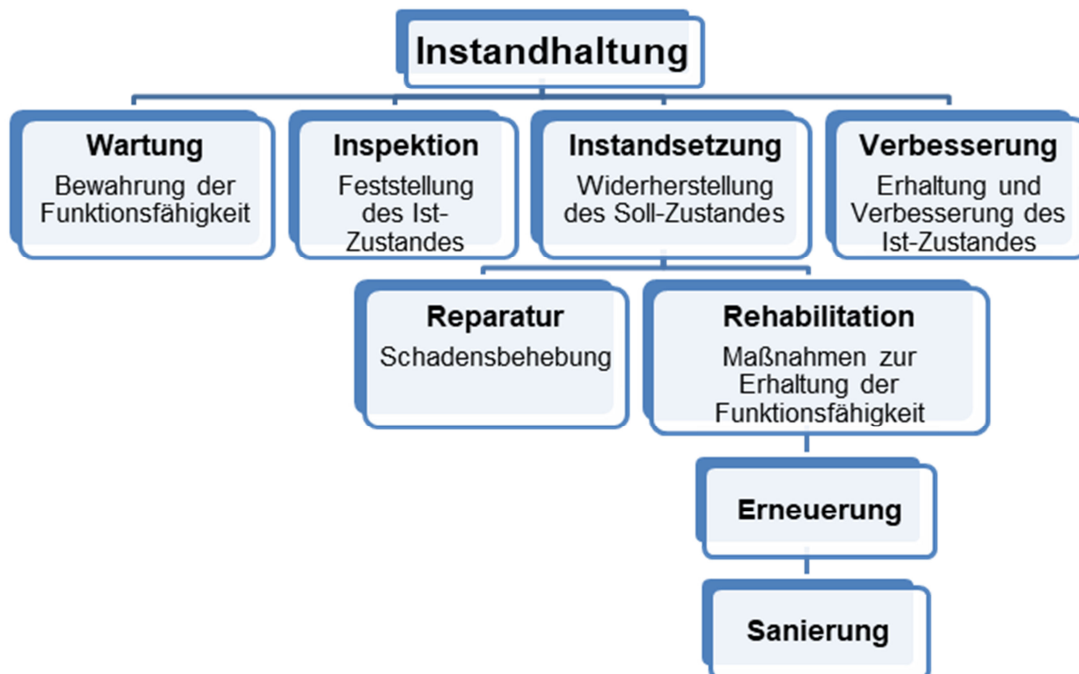 Instandhaltung
Wartung
Bewahrung der
Funktionsfähigkeit
Inspektion
Feststellung
des Ist-
Zustandes
Instandsetzung
Widerherstellung
des Soll-Zustandes
Verbesserung
Erhaltung und
Verbesserung des
Ist-Zustandes
Reparatur
Schadensbehebung
Rehabilitation
Maßnahmen zur
Erhaltung der
Funktionsfähigkeit
Erneuerung
Sanierung